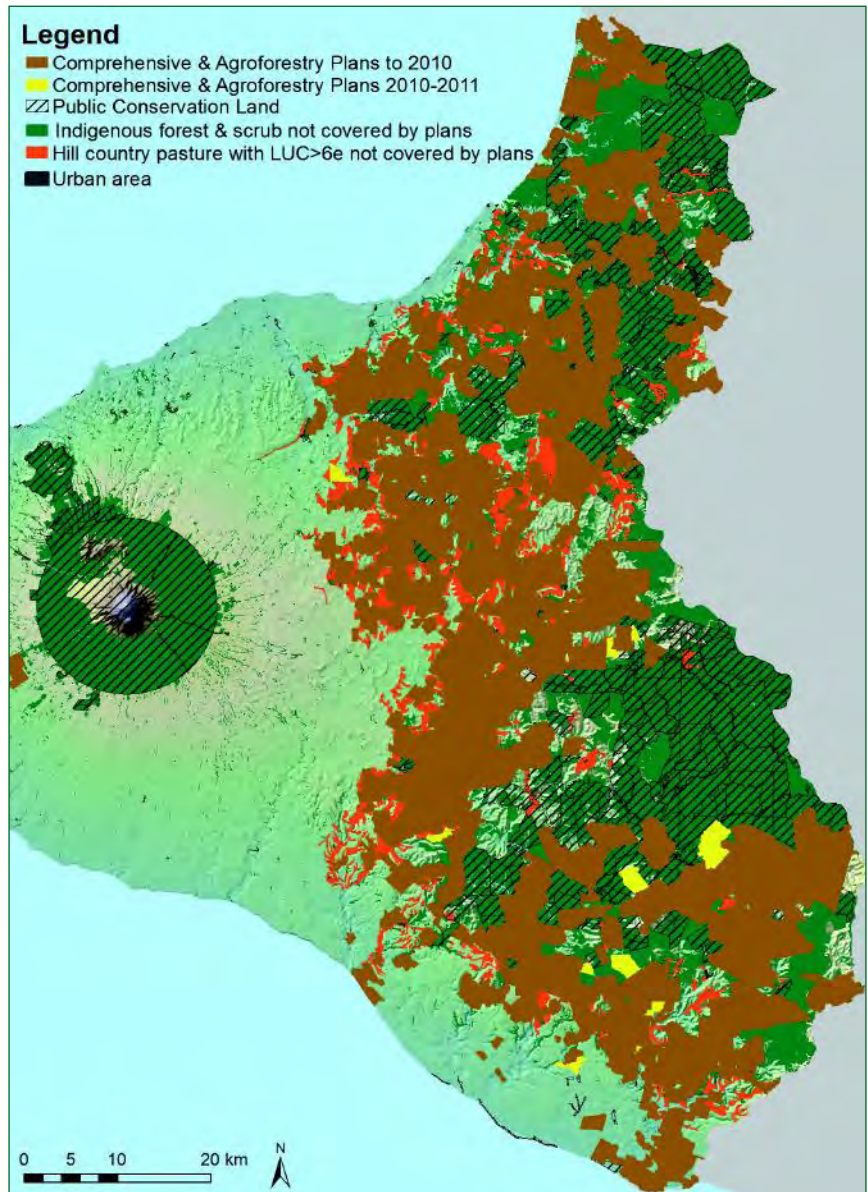 Legend
Comprehensive & Agroforestry Plans to 2010
Comprehensive & Agroforestry Plans 2010-2011
Public Conservation Land
Indigenous forest & scrub not covered by plans
Hill country pasture with LUC>6e not covered by plans
Urban area
0 5 10 20 km
N